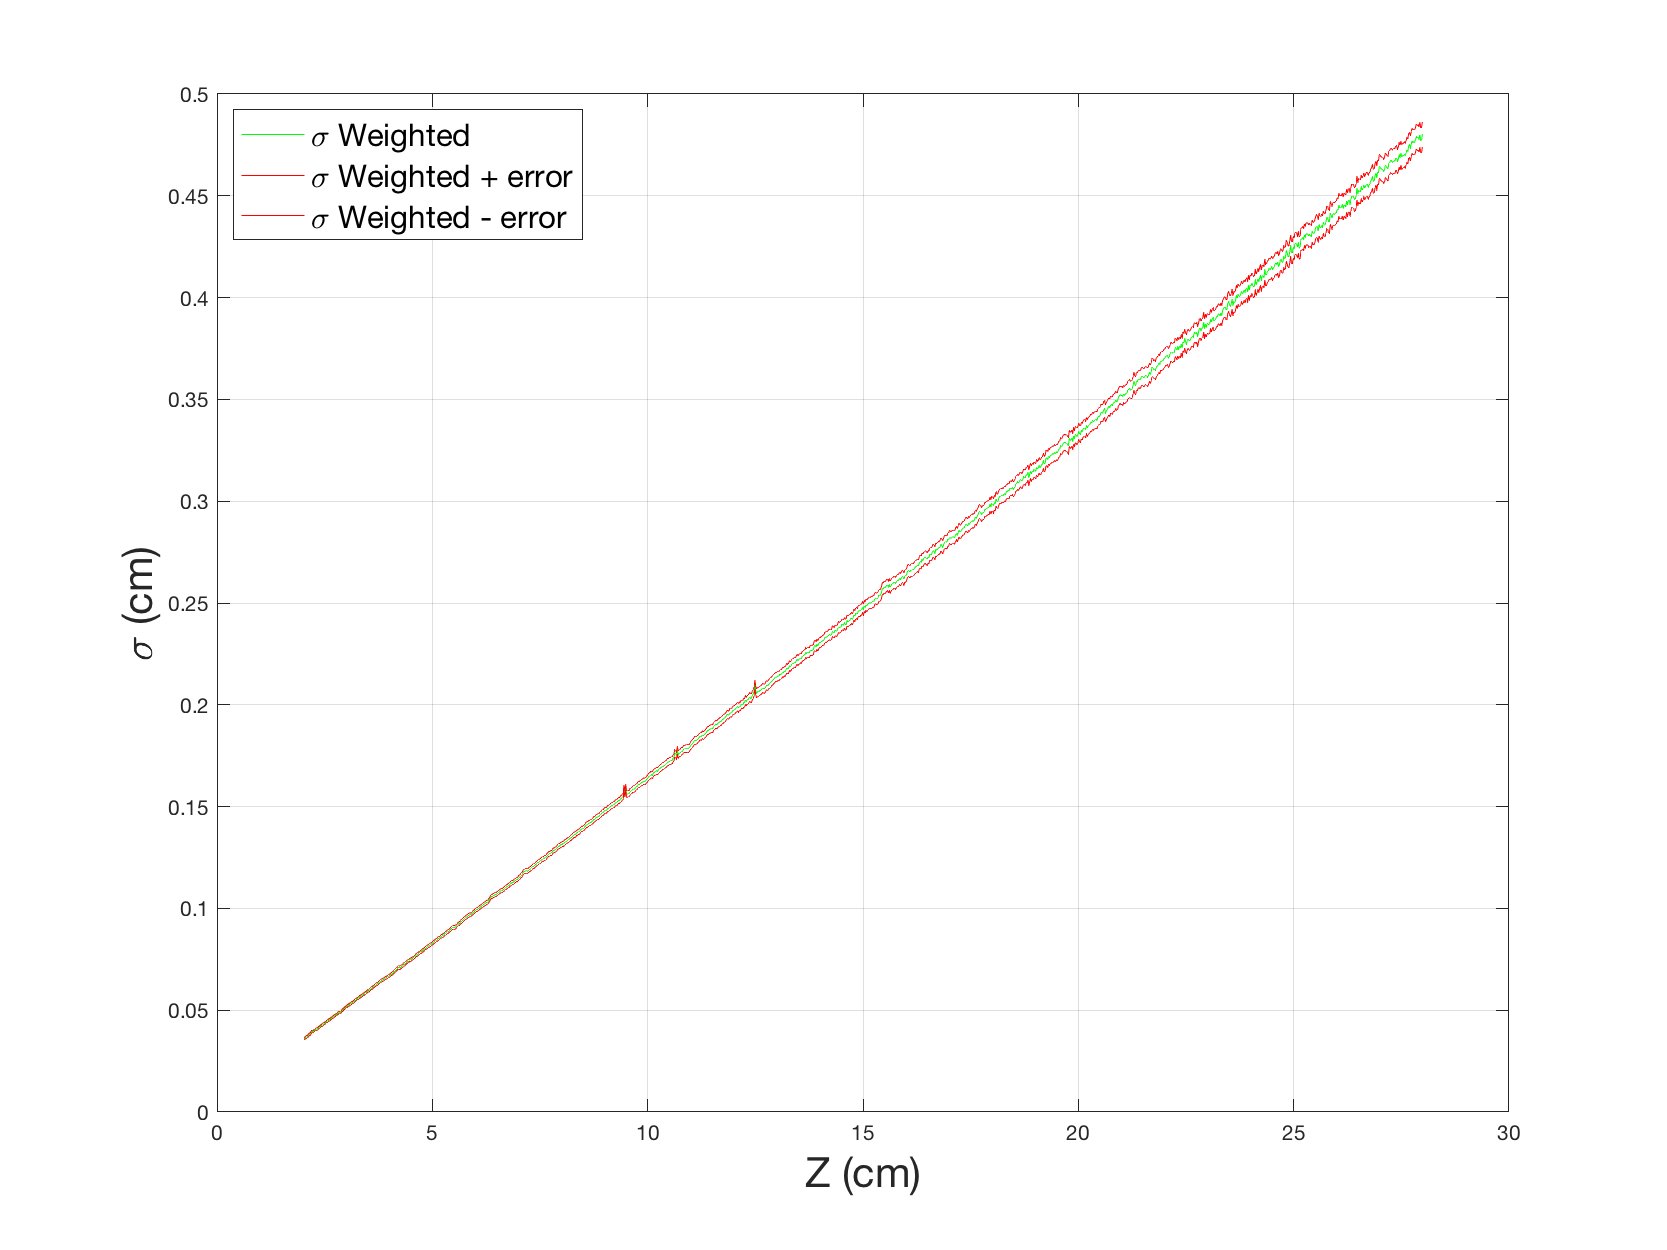 0.5
0.45
0.4
0.35
0.3
0.25
0.2
0.15
0.1
0.05
0
σ (cm)
σ Weighted
σ Weighted + error
σ Weighted - error
0 5 10 15 20 25 30
Z (cm)